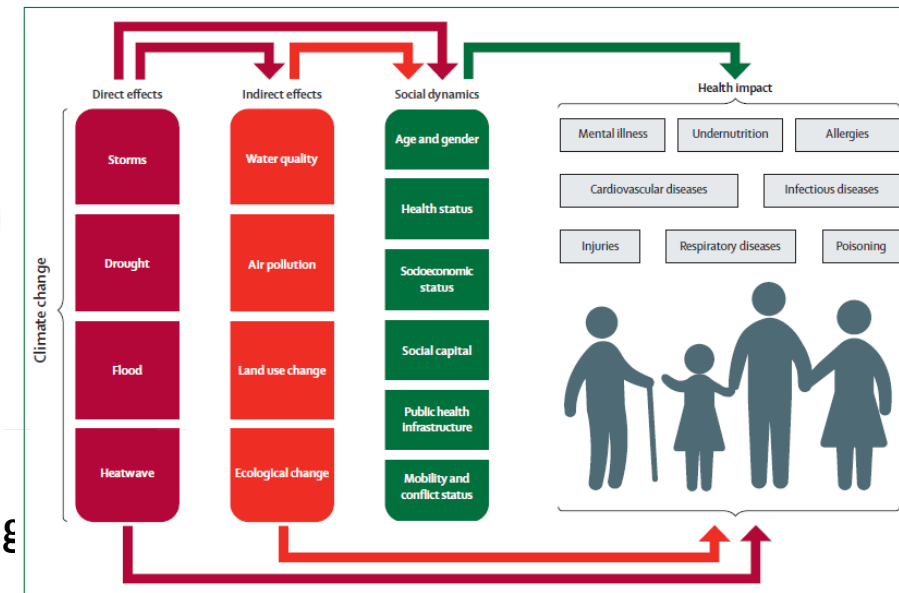 Direct effects
Indirect effects
Social dynamics
Health impact
Climate change
Storms
Drought
Flood
Heatwave
Water quality
Air pollution
Land use change
Ecological change
Age and gender
Health status
Socioeconomic
status
Social capital
Public health
infrastructure
Mobility and
conflict status
Mental illness
Undernutrition
Allergies
Cardiovascular diseases
Infectious diseases
Injuries
Respiratory diseases
Poisoning